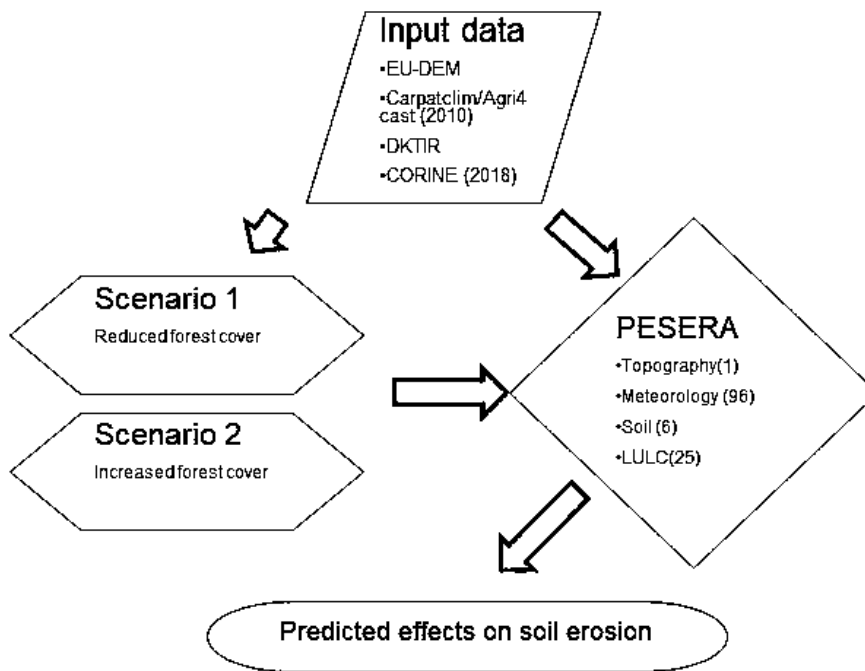 Input data
•EU-DEM
•Carpatclim/Agri4
cast (2010)
•DKTIR
•CORINE (2018)
Scenario 1
Reduced forest cover
Scenario 2
Increased forest cover
PESERA
•Topography(1)
•Meteorology (96)
•Soil (6)
•LULC(25)
Predicted effects on soil erosion